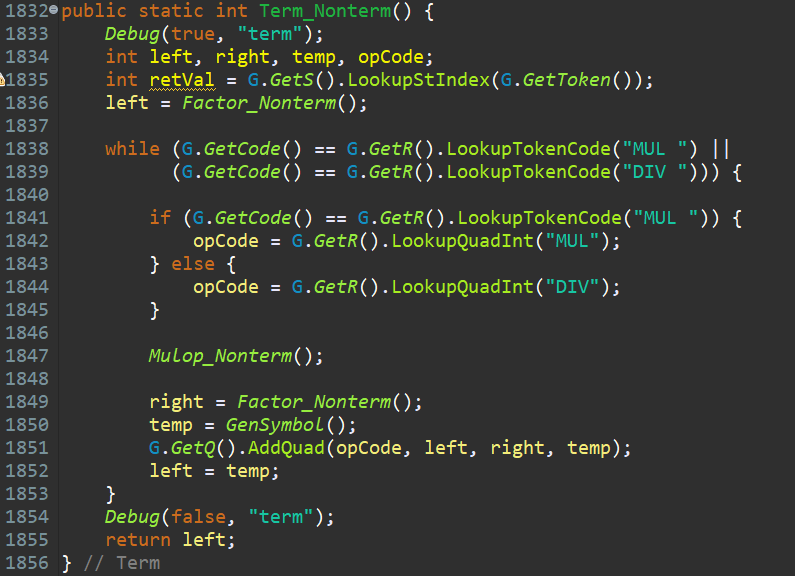 1832 public static int Term_Nonterm() {
1833     Debug(true, "term");
1834     int left, right, temp, opCode;
1835     int retVal = G.GetS().LookupStIndex(G.GetToken());
1836     left = Factor_Nonterm();
1837
1838     while (G.GetCode() == G.GetR().LookupTokenCode("MUL ") ||
1839           (G.GetCode() == G.GetR().LookupTokenCode("DIV "))) {
1840
1841         if (G.GetCode() == G.GetR().LookupTokenCode("MUL ")) {
1842             opCode = G.GetR().LookupQuadInt("MUL");
1843         } else {
1844             opCode = G.GetR().LookupQuadInt("DIV");
1845         }
1846
1847         Mulop_Nonterm();
1848
1849         right = Factor_Nonterm();
1850         temp = GenSymbol();
1851         G.GetQ().AddQuad(opCode, left, right, temp);
1852         left = temp;
1853     }
1854     Debug(false, "term");
1855     return left;
1856 } // Term